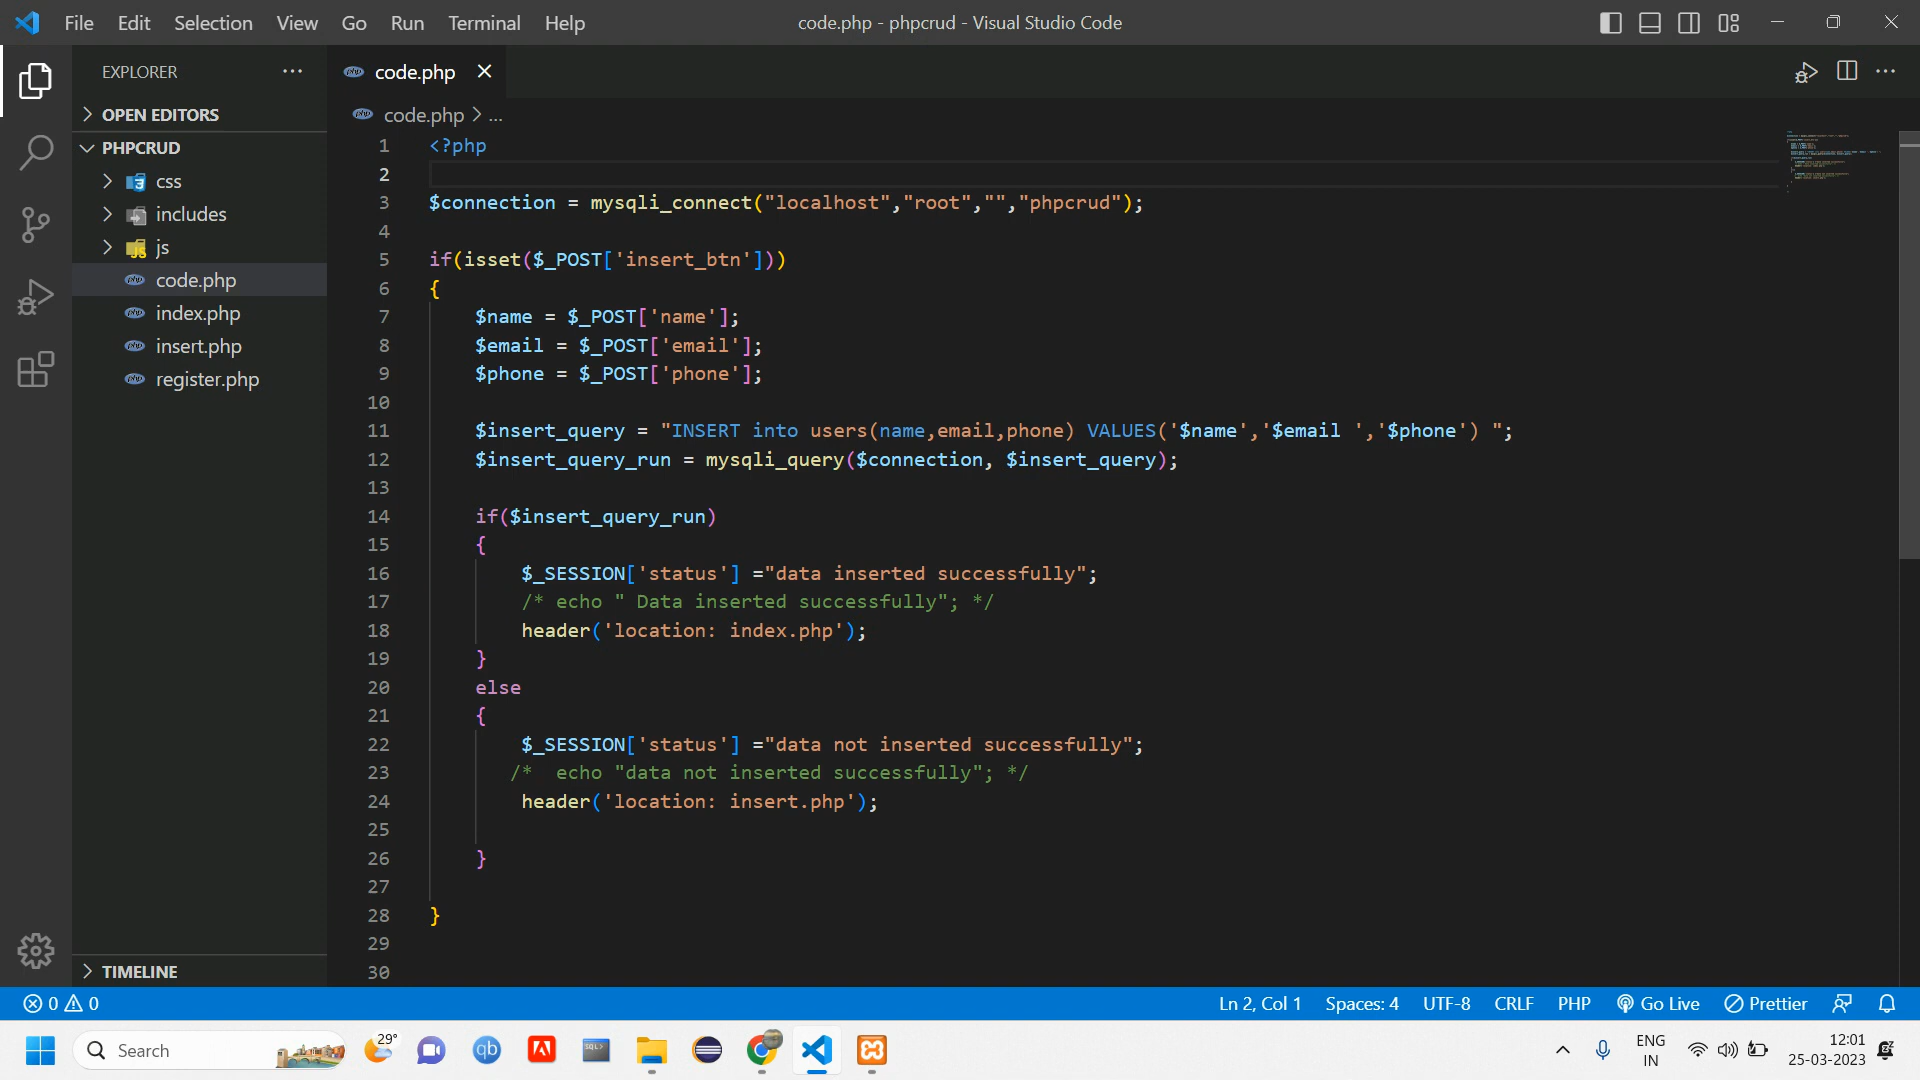 File Edit Selection View Go Run Terminal Help
code.php - phpcrud - Visual Studio Code
EXPLORER
OPEN EDITORS
PHPCRUD
css
includes
js
code.php
index.php
insert.php
register.php
TIMELINE
code.php
code.php > ...
1 <?php
2
3 $connection = mysqli_connect("localhost","root","","phpcrud");
4
5 if(isset($_POST['insert_btn']))
6 {
7 $name = $_POST['name'];
8 $email = $_POST['email'];
9 $phone = $_POST['phone'];
10
11 $insert_query = "INSERT into users(name,email,phone) VALUES('$name','$email ','$phone') ";
12 $insert_query_run = mysqli_query($connection, $insert_query);
13
14 if($insert_query_run)
15 {
16 $_SESSION['status'] ="data inserted successfully";
17 /* echo " Data inserted successfully"; */
18 header('location: index.php');
19 }
20 else
21 {
22 $_SESSION['status'] ="data not inserted successfully";
23 /*  echo "data not inserted successfully"; */
24 header('location: insert.php');
25
26 }
27
28 }
29
30
0 0 Ln 2, Col 1 Spaces: 4 UTF-8 CRLF PHP Go Live Prettier
Search
29°
qb
SQL>
ENG
IN
12:01
25-03-2023